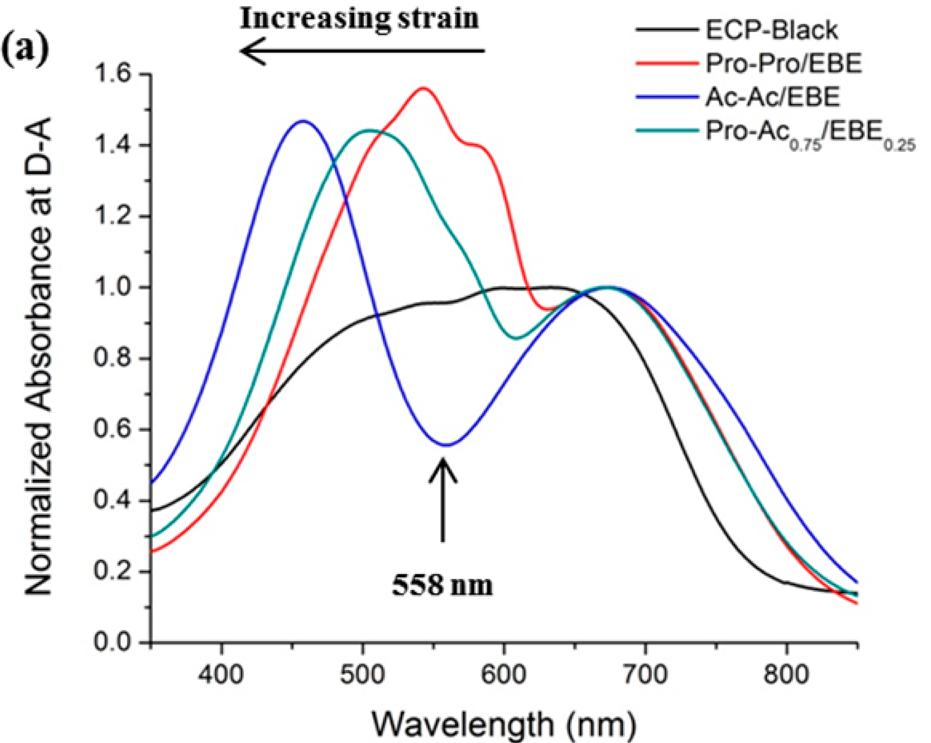 (a)
Increasing strain
ECP-Black
Pro-Pro/EBE
Ac-Ac/EBE
Pro-Ac0.75/EBE0.25
Normalized Absorbance at D-A
1.6
1.4
1.2
1.0
0.8
0.6
0.4
0.2
0.0
558 nm
400 500 600 700 800
Wavelength (nm)